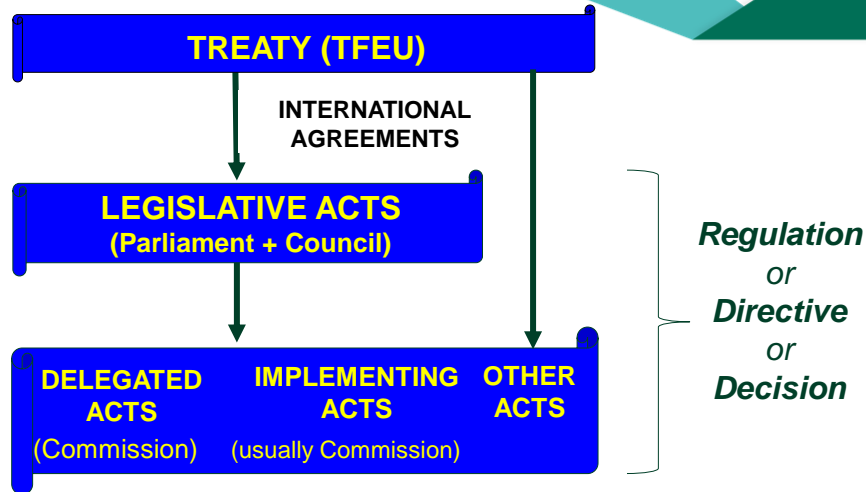 TREATY (TFEU)
INTERNATIONAL
AGREEMENTS
LEGISLATIVE ACTS
(Parliament + Council)
DELEGATED
ACTS
(Commission)
IMPLEMENTING
ACTS
(usually Commission)
OTHER
ACTS
Regulation
or
Directive
or
Decision